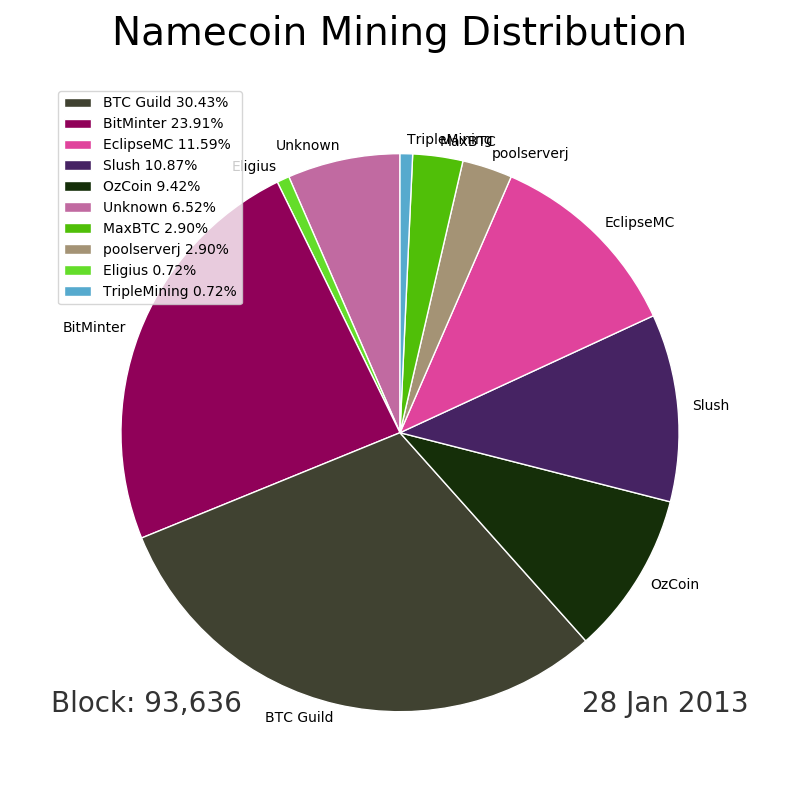 Namecoin Mining Distribution
BTC Guild 30.43%
BitMinter 23.91%
EclipseMC 11.59%
Slush 10.87%
OzCoin 9.42%
Unknown 6.52%
MaxBTC 2.90%
poolserverj 2.90%
Eligius 0.72%
TripleMining 0.72%
TripleMining
MaxBTC
poolserverj
Unknown
Eligius
EclipseMC
BitMinter
Slush
OzCoin
BTC Guild
Block: 93,636
28 Jan 2013